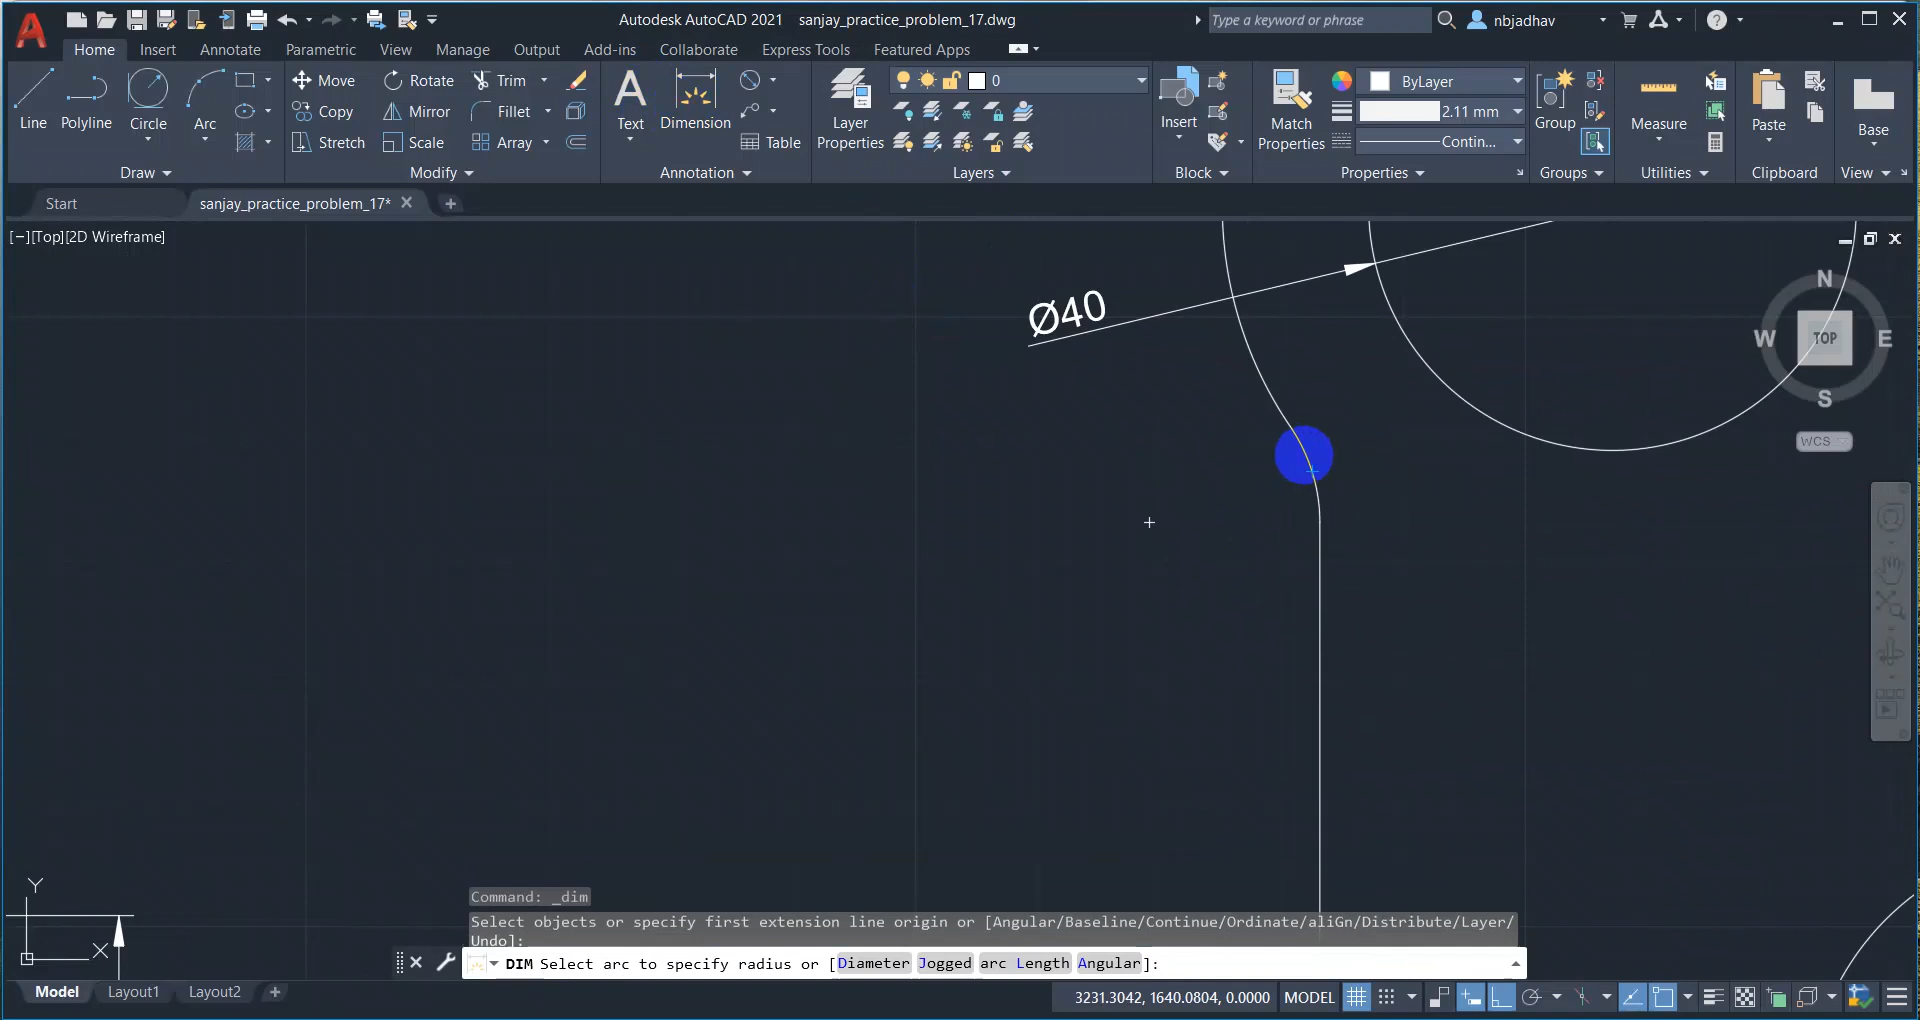 Autodesk AutoCAD 2021 sanjay_practice_problem_17.dwg
Type a keyword or phrase
nbjadhav
Home Insert Annotate Parametric View Manage Output Add-ins Collaborate Express Tools Featured Apps
Line
Polyline
Circle
Arc
Draw
Move Rotate Trim
Copy Mirror Fillet
Stretch Scale Array
Modify
Text
Dimension
Table
Annotation
Layer
Properties
0
Layers
Insert
Block
Match
Properties
ByLayer
2.11 mm
Contin...
Properties
Group
Groups
Measure
Utilities
Paste
Clipboard
Base
View
Start sanjay_practice_problem_17*
[−][Top][2D Wireframe]
N
W TOP E
S
WCS
Ø40
Y
X
Command: _dim
Select objects or specify first extension line origin or [Angular/Baseline/Continue/Ordinate/aliGn/Distribute/Layer/
Undo]:
DIM Select arc to specify radius or [Diameter Jogged arc Length Angular]:
Model Layout1 Layout2
3231.3042, 1640.0804, 0.0000 MODEL